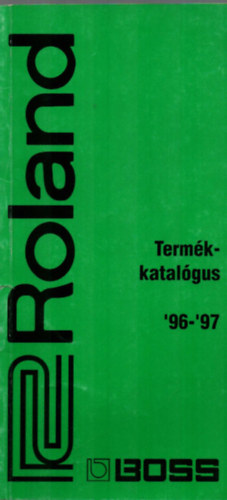 Roland
Termék-
katalógus
'96-'97
BOSS